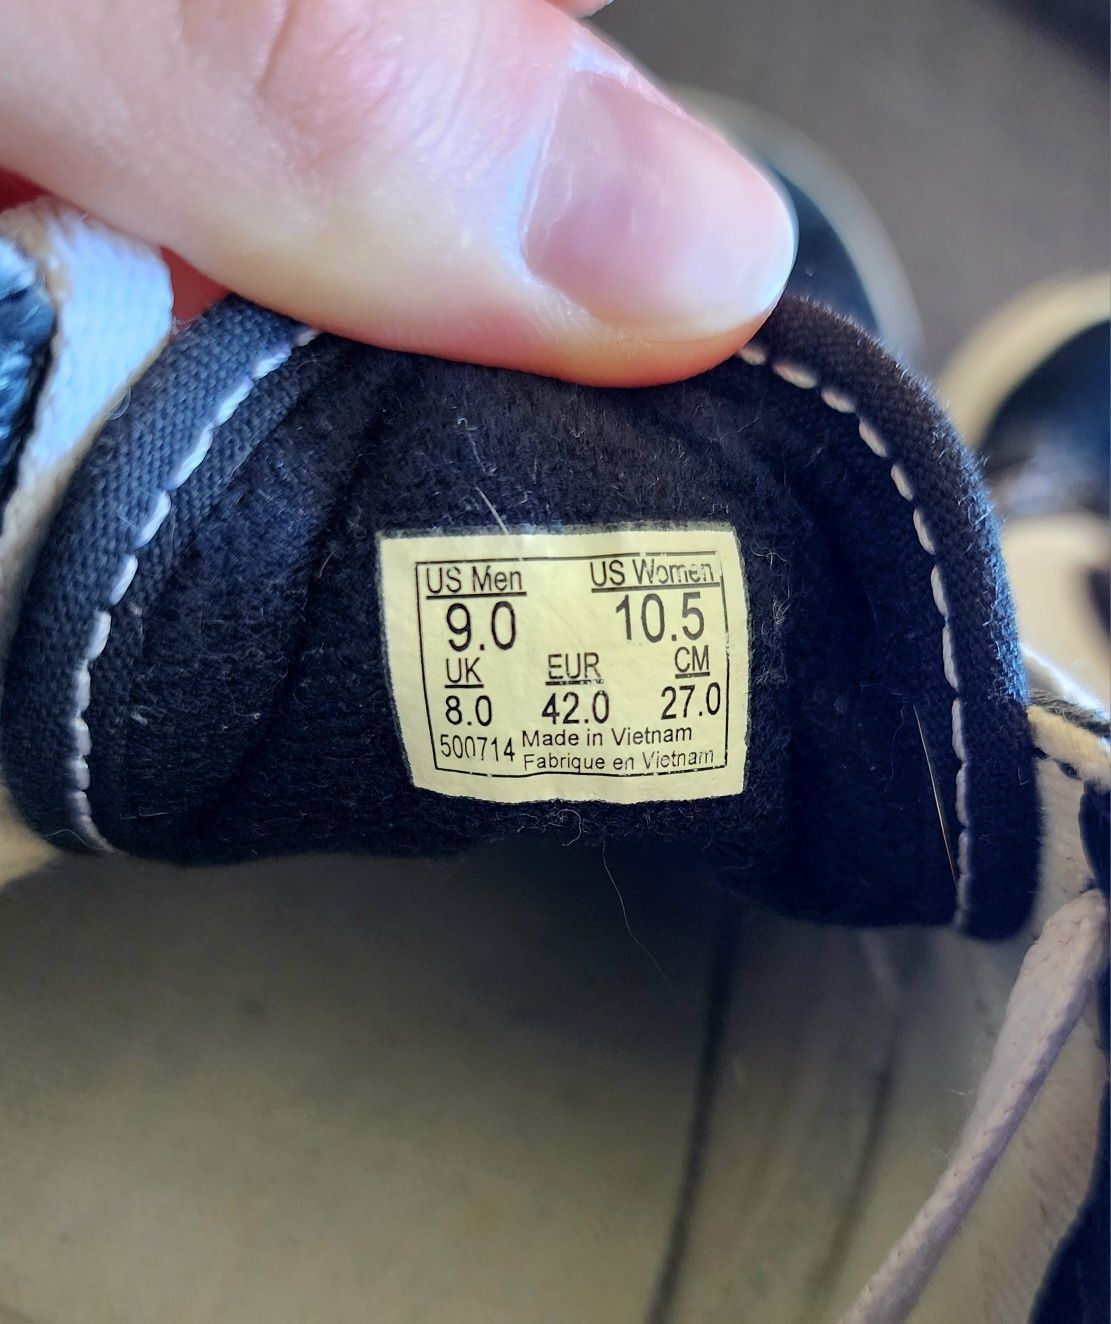 US Men US Women
9.0 10.5
UK EUR CM
8.0 42.0 27.0
500714 Made in Vietnam
Fabrique en Vietnam